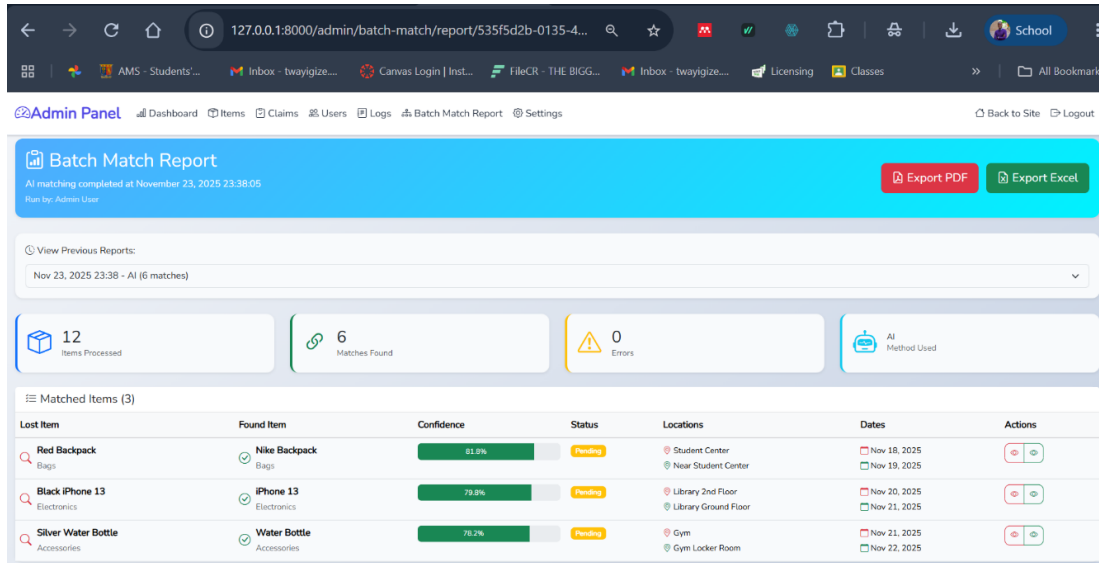 127.0.0.1:8000/admin/batch-match/report/535f5d2b-0135-4...
School
AMS - Students'...
Inbox - twayigize....
Canvas Login | Inst...
FileCR - THE BIGG...
Inbox - twayigize....
Licensing
Classes
»
All Bookmark
Admin Panel Dashboard Items Claims Users Logs Batch Match Report Settings Back to Site Logout
Batch Match Report
AI matching completed at November 23, 2025 23:38:05
Run by: Admin User
Export PDF Export Excel
View Previous Reports:
Nov 23, 2025 23:38 - AI (6 matches)
12
Items Processed
6
Matches Found
0
Errors
AI
Method Used
Matched Items (3)
Lost Item Found Item Confidence Status Locations Dates Actions
Red Backpack Nike Backpack 81.8% Pending Student Center Nov 18, 2025
Bags Bags Near Student Center Nov 19, 2025
Black iPhone 13 iPhone 13 79.8% Pending Library 2nd Floor Nov 20, 2025
Electronics Electronics Library Ground Floor Nov 21, 2025
Silver Water Bottle Water Bottle 78.2% Pending Gym Nov 21, 2025
Accessories Accessories Gym Locker Room Nov 22, 2025